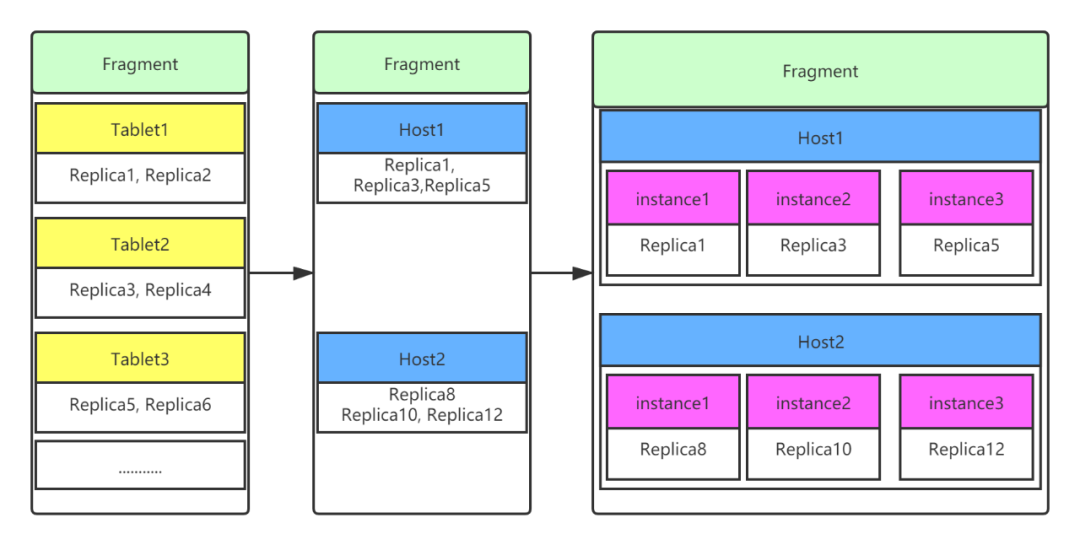 Fragment
Tablet1
Replica1, Replica2
Tablet2
Replica3, Replica4
Tablet3
Replica5, Replica6
...........
Fragment
Host1
Replica1,
Replica3,Replica5
Host2
Replica8
Replica10, Replica12
Fragment
Host1
instance1
Replica1
instance2
Replica3
instance3
Replica5
Host2
instance1
Replica8
instance2
Replica10
instance3
Replica12